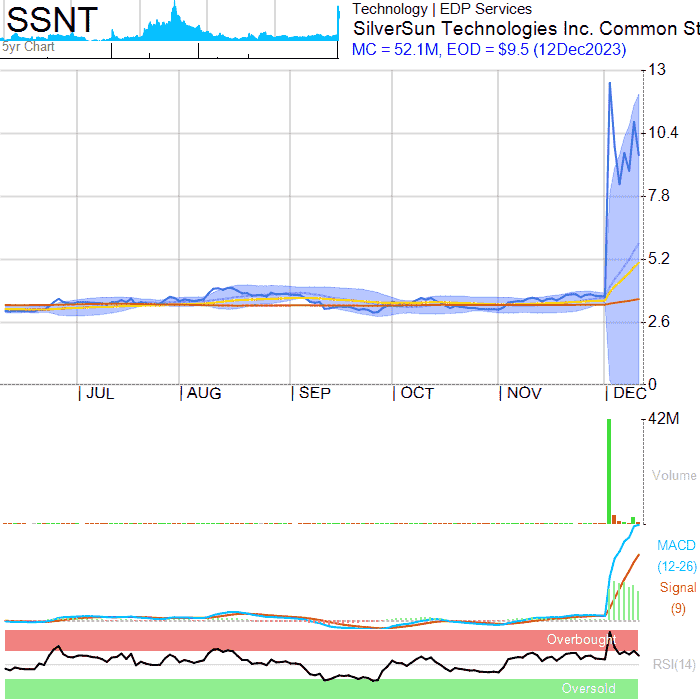 SSNT
5yr Chart
Technology | EDP Services
SilverSun Technologies Inc. Common St
MC = 52.1M, EOD = $9.5 (12Dec2023)
13
10.4
7.8
5.2
2.6
0
| JUL | AUG | SEP | OCT | NOV | DEC
42M
Volume
MACD
(12-26)
Signal
(9)
Overbought
RSI(14)
Oversold